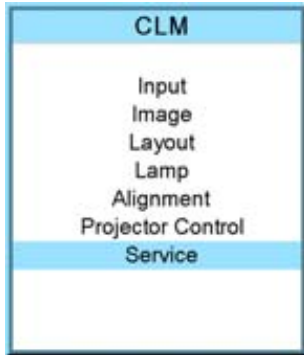 CLM
Input
Image
Layout
Lamp
Alignment
Projector Control
Service